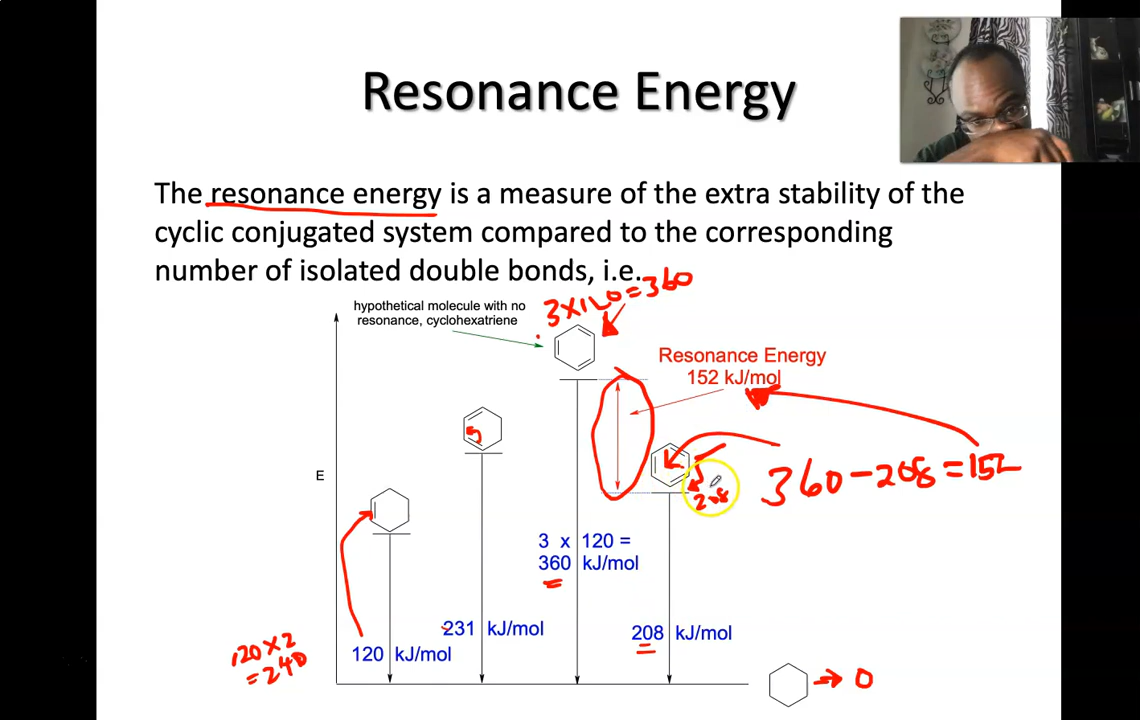 Resonance Energy
The resonance energy is a measure of the extra stability of the
cyclic conjugated system compared to the corresponding
number of isolated double bonds, i.e.
3×120=360
hypothetical molecule with no
resonance, cyclohexatriene
Resonance Energy
152 kJ/mol
360-208=152
208
E
3 x 120 =
360 kJ/mol
231 kJ/mol
208 kJ/mol
120×2
=240
120 kJ/mol
0